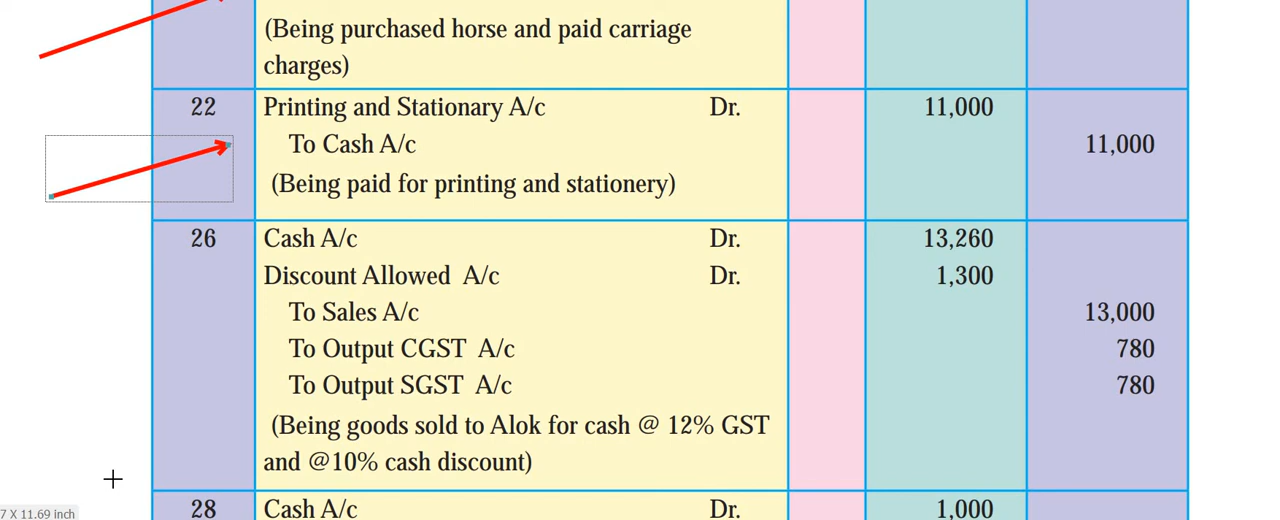 (Being purchased horse and paid carriage
charges)
22 Printing and Stationary A/c Dr. 11,000
To Cash A/c 11,000
(Being paid for printing and stationery)
26 Cash A/c Dr. 13,260
Discount Allowed A/c Dr. 1,300
To Sales A/c 13,000
To Output CGST A/c 780
To Output SGST A/c 780
(Being goods sold to Alok for cash @ 12% GST
and @10% cash discount)
28 Cash A/c Dr. 1,000
7 X 11.69 inch